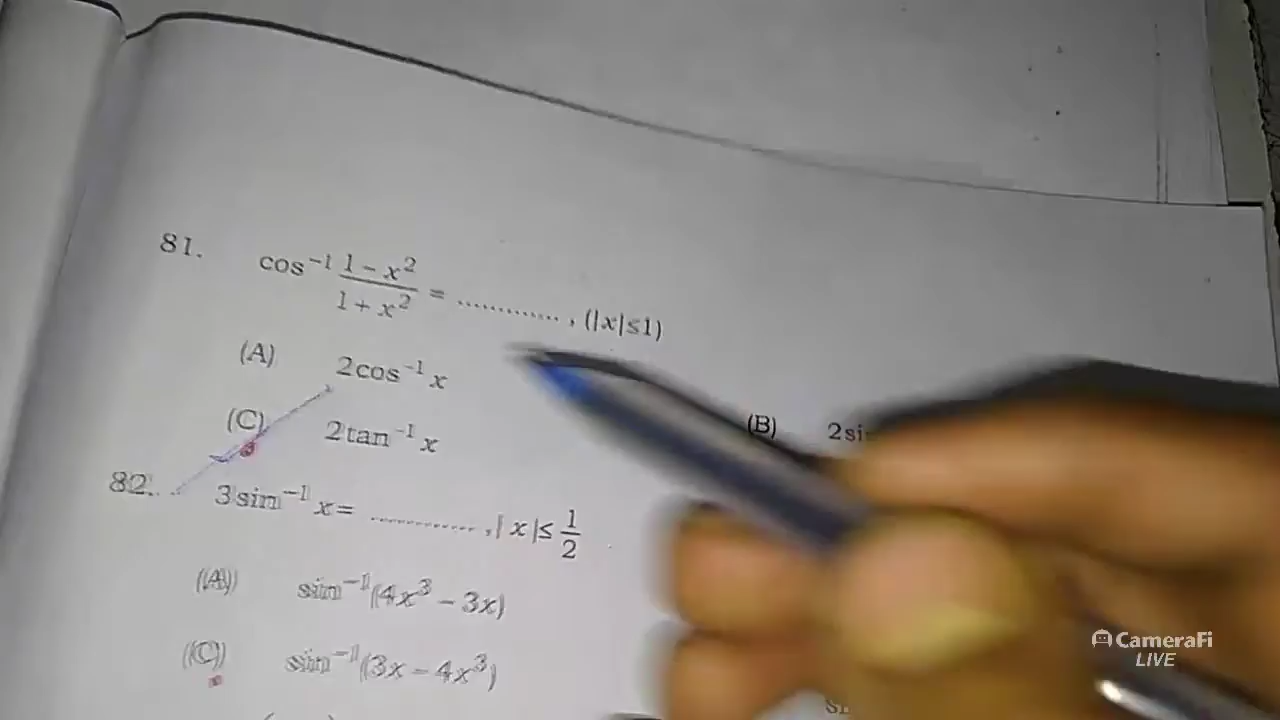 81. cos⁻¹ (1 - x²)/(1 + x²) = ............, (|x|≤1)
(A) 2cos⁻¹ x
(B)
(C) 2tan⁻¹ x
82. 3sin⁻¹ x= ............,|x|≤ 1/2
(A) sin⁻¹(4x³ - 3x)
(C) sin⁻¹(3x - 4x³)
CameraFi
LIVE